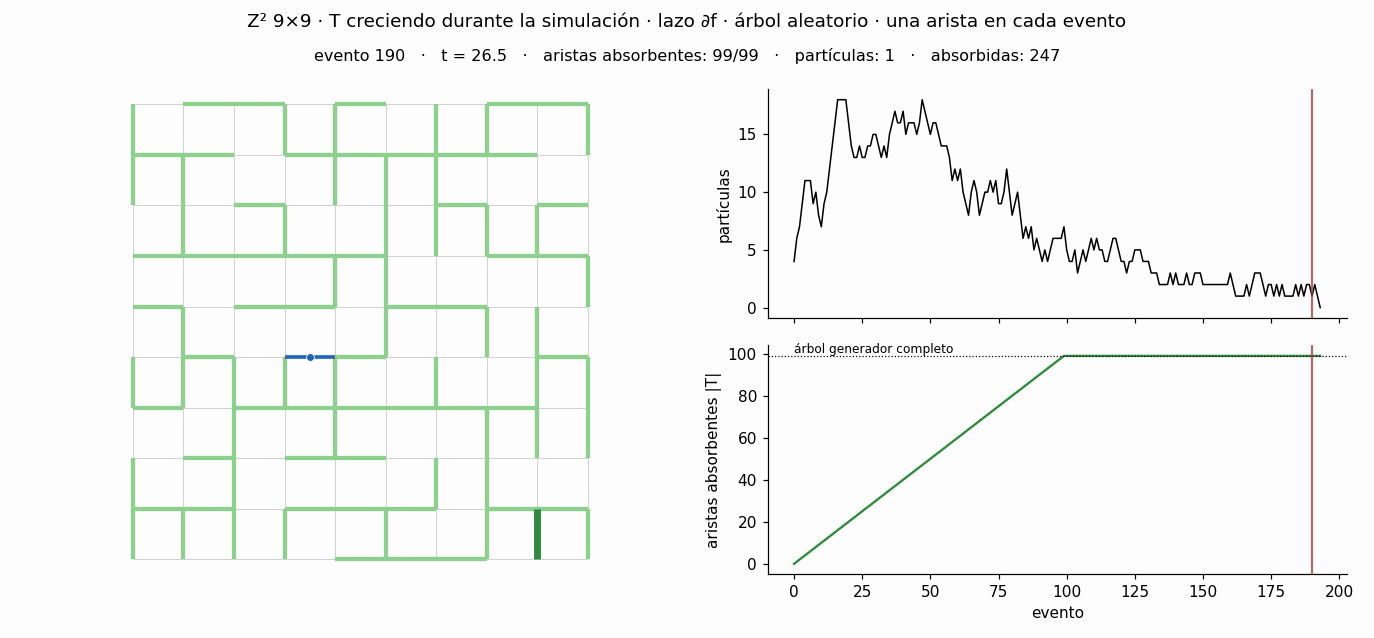 Z² 9×9 · T creciendo durante la simulación · lazo ∂f · árbol aleatorio · una arista en cada evento
evento 190 · t = 26.5 · aristas absorbentes: 99/99 · partículas: 1 · absorbidas: 247
15
10
5
0
partículas
árbol generador completo
100
80
60
40
20
0
aristas absorbentes |T|
0 25 50 75 100 125 150 175 200
evento